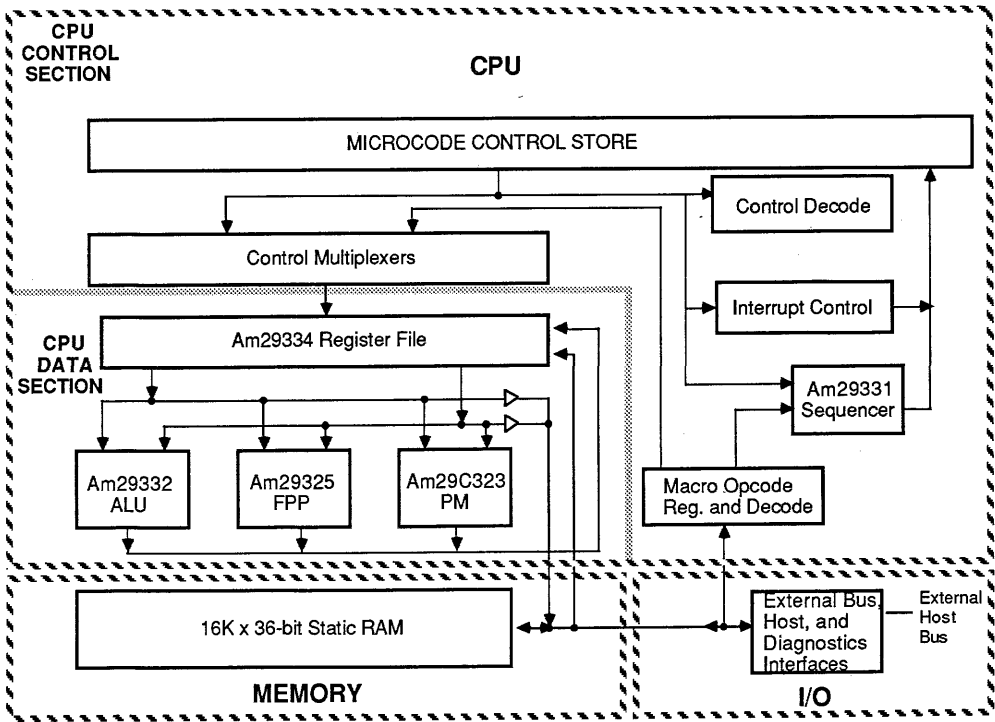 CPU
CONTROL
SECTION
CPU
MICROCODE CONTROL STORE
Control Decode
Control Multiplexers
Interrupt Control
CPU
DATA
SECTION
Am29334 Register File
Am29331
Sequencer
Am29332
ALU
Am29325
FPP
Am29C323
PM
Macro Opcode
Reg. and Decode
16K x 36-bit Static RAM
External Bus,
Host, and
Diagnostics
Interfaces
External
Host
Bus
MEMORY
I/O